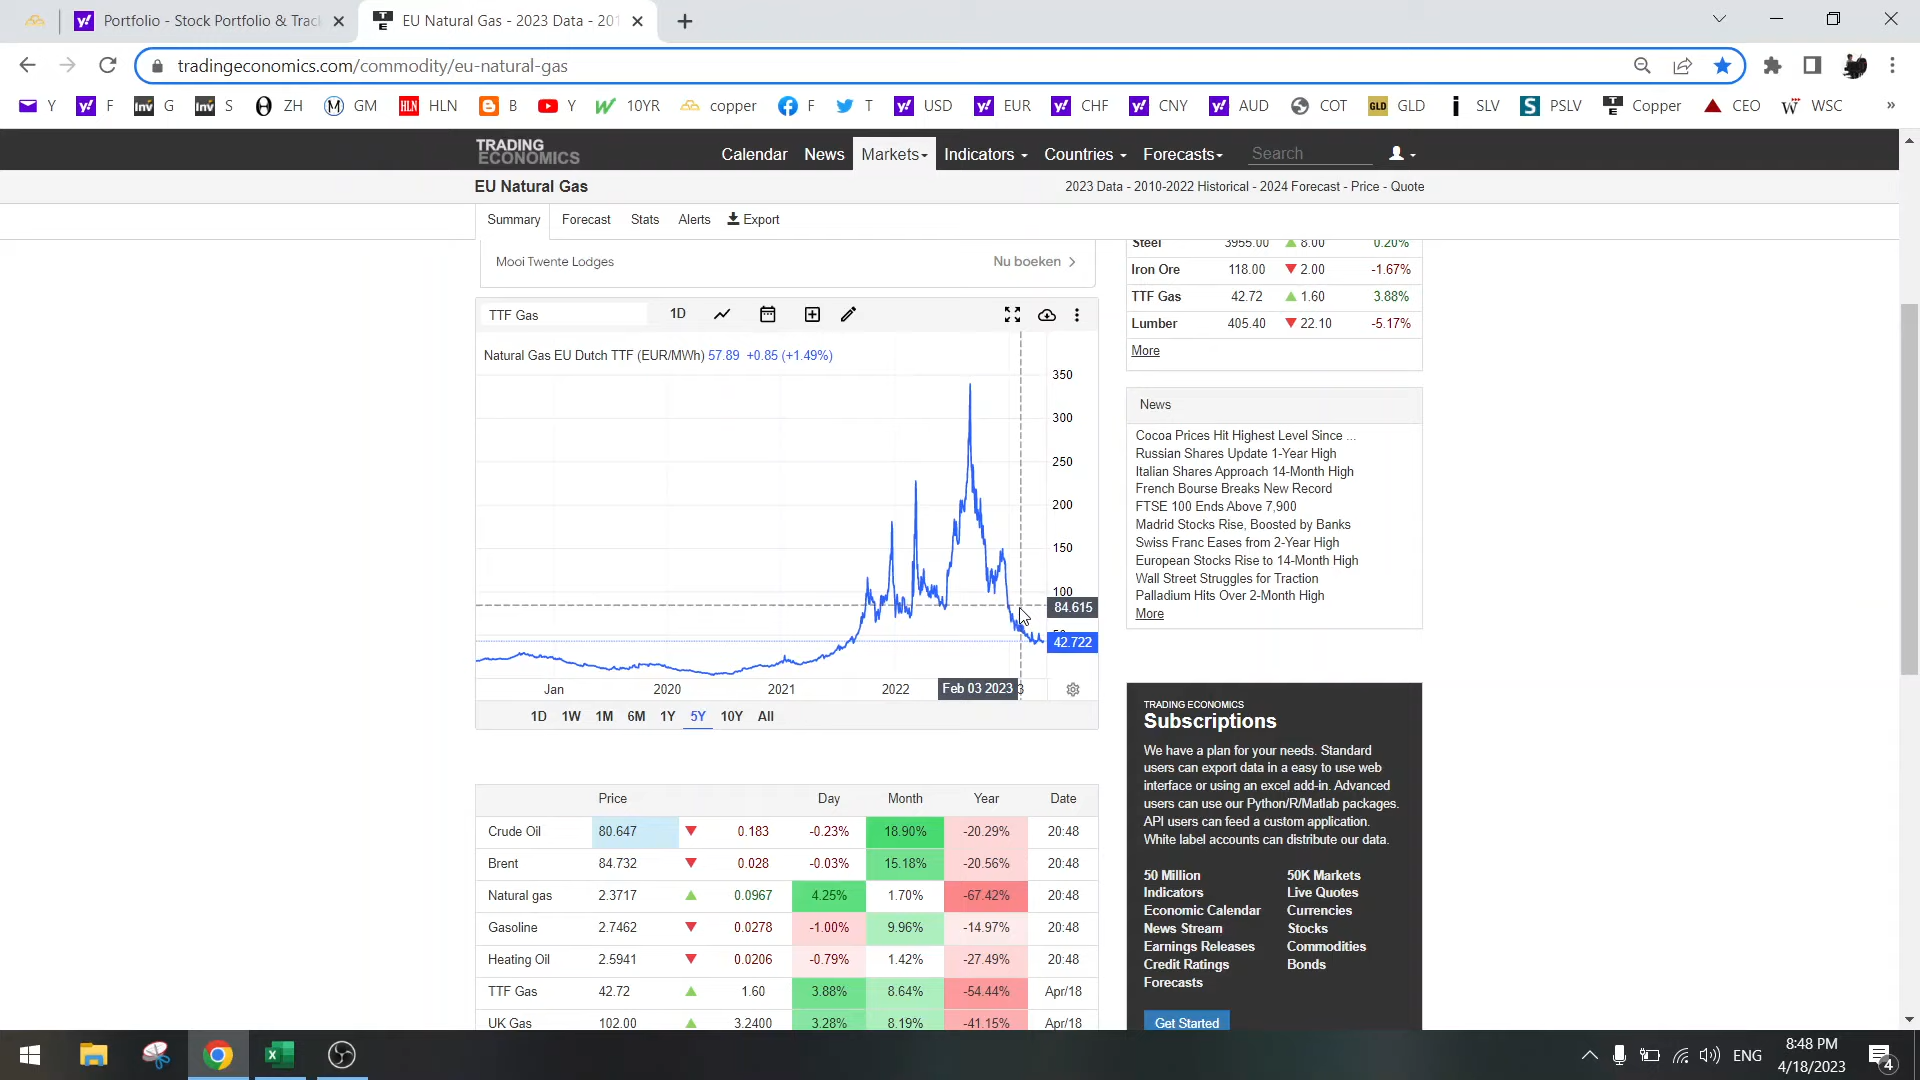 Portfolio - Stock Portfolio & Trac
EU Natural Gas - 2023 Data - 201
tradingeconomics.com/commodity/eu-natural-gas
Y F G S ZH GM HLN B Y 10YR copper F T USD EUR CHF CNY AUD COT GLD SLV PSLV Copper CEO WSC »
TRADING ECONOMICS
Calendar News Markets Indicators Countries Forecasts Search
EU Natural Gas
2023 Data - 2010-2022 Historical - 2024 Forecast - Price - Quote
Summary Forecast Stats Alerts Export
Mooi Twente Lodges Nu boeken
TTF Gas 1D
Natural Gas EU Dutch TTF (EUR/MWh) 57.89 +0.85 (+1.49%)
350
300
250
200
150
100
84.615
50
42.722
Jan 2020 2021 2022 Feb 03 2023 3
1D 1W 1M 6M 1Y 5Y 10Y All
Steel 3955.00 8.00 0.20%
Iron Ore 118.00 2.00 -1.67%
TTF Gas 42.72 1.60 3.88%
Lumber 405.40 22.10 -5.17%
More
News
Cocoa Prices Hit Highest Level Since ...
Russian Shares Update 1-Year High
Italian Shares Approach 14-Month High
French Bourse Breaks New Record
FTSE 100 Ends Above 7,900
Madrid Stocks Rise, Boosted by Banks
Swiss Franc Eases from 2-Year High
European Stocks Rise to 14-Month High
Wall Street Struggles for Traction
Palladium Hits Over 2-Month High
More
Price Day Month Year Date
Crude Oil 80.647 0.183 -0.23% 18.90% -20.29% 20:48
Brent 84.732 0.028 -0.03% 15.18% -20.56% 20:48
Natural gas 2.3717 0.0967 4.25% 1.70% -67.42% 20:48
Gasoline 2.7462 0.0278 -1.00% 9.96% -14.97% 20:48
Heating Oil 2.5941 0.0206 -0.79% 1.42% -27.49% 20:48
TTF Gas 42.72 1.60 3.88% 8.64% -54.44% Apr/18
UK Gas 102.00 3.2400 3.28% 8.19% -41.15% Apr/18
TRADING ECONOMICS
Subscriptions
We have a plan for your needs. Standard
users can export data in a easy to use web
interface or using an excel add-in. Advanced
users can use our Python/R/Matlab packages.
API users can feed a custom application.
White label accounts can distribute our data.
50 Million 50K Markets
Indicators Live Quotes
Economic Calendar Currencies
News Stream Stocks
Earnings Releases Commodities
Credit Ratings Bonds
Forecasts
Get Started
ENG
8:48 PM
4/18/2023
4